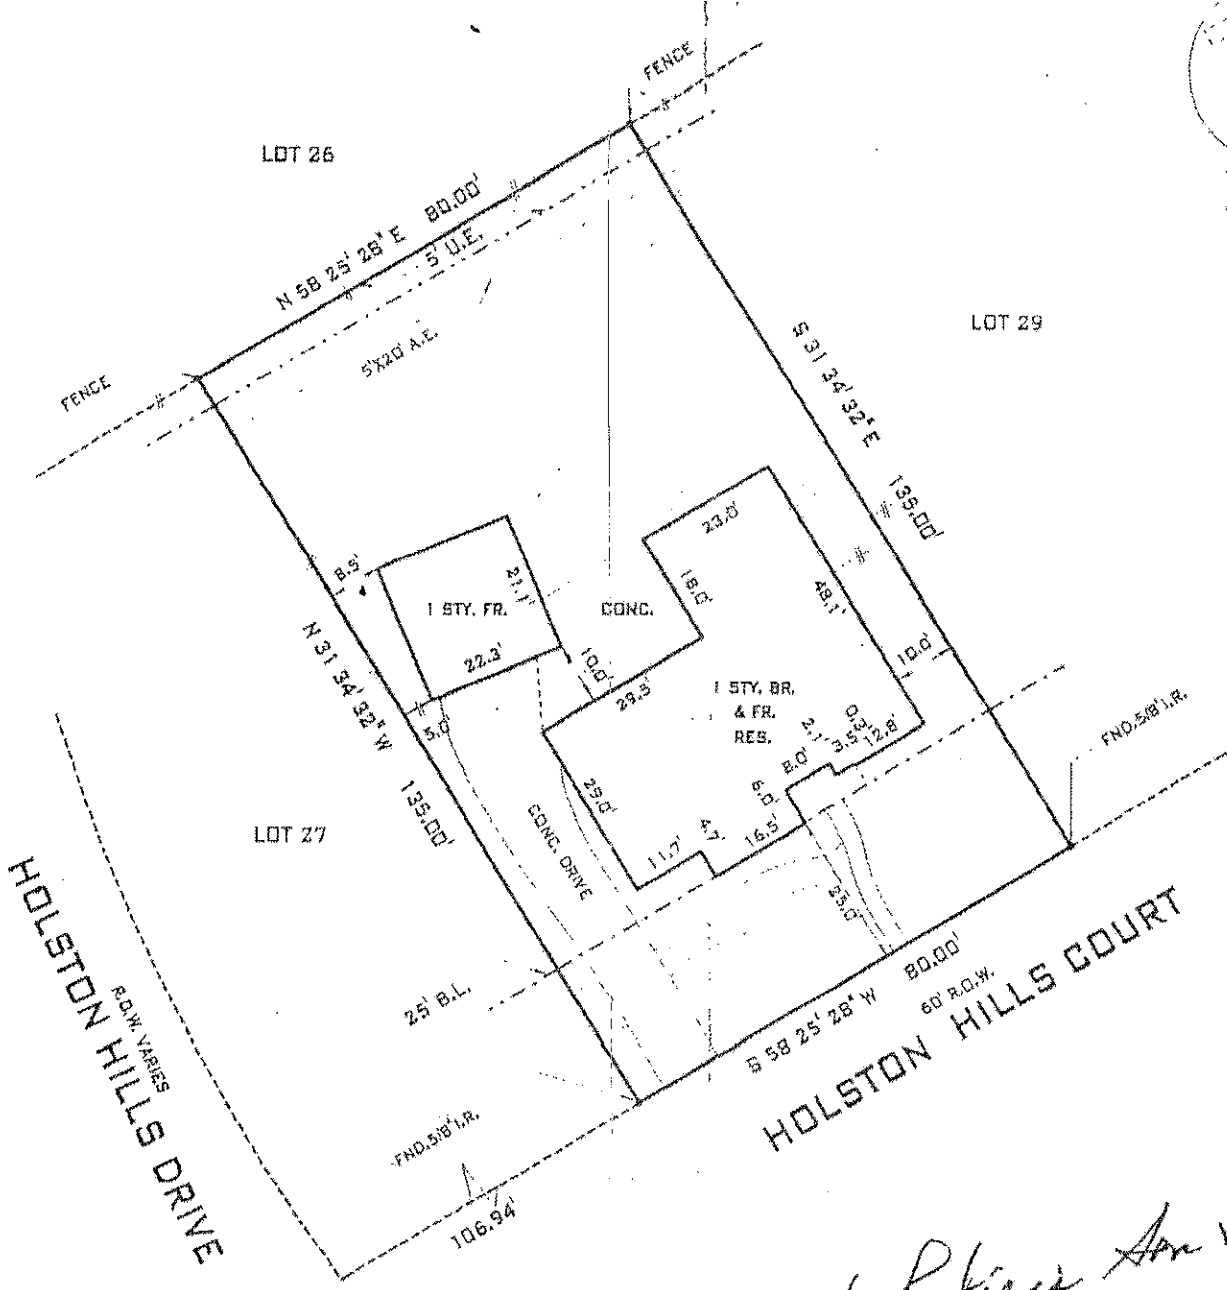 FENCE
LOT 26
N 58 25' 28" E 80.00'
5' U.E.
5'X20' A.E.
FENCE
LOT 29
S 31 34' 32" E 135.00'
23.0'
18.0'
48.1'
8.5'
21.1'
1 STY. FR.
22.3'
CONC.
10.0'
29.3'
10.0'
N 31 34' 32" W 135.00'
5.0'
1 STY. BR.
& FR.
RES.
2.1'
0.3'
3.5'
12.8'
8.0'
6.0'
FND.5/8" I.R.
29.0'
CONC. DRIVE
11.7'
4.7'
16.5'
LOT 27
25.0'
25' B.L.
HOLSTON HILLS DRIVE
R.O.W. VARIES
S 58 25' 28" W 80.00'
60' R.O.W.
HOLSTON HILLS COURT
FND.5/8" I.R.
106.94'